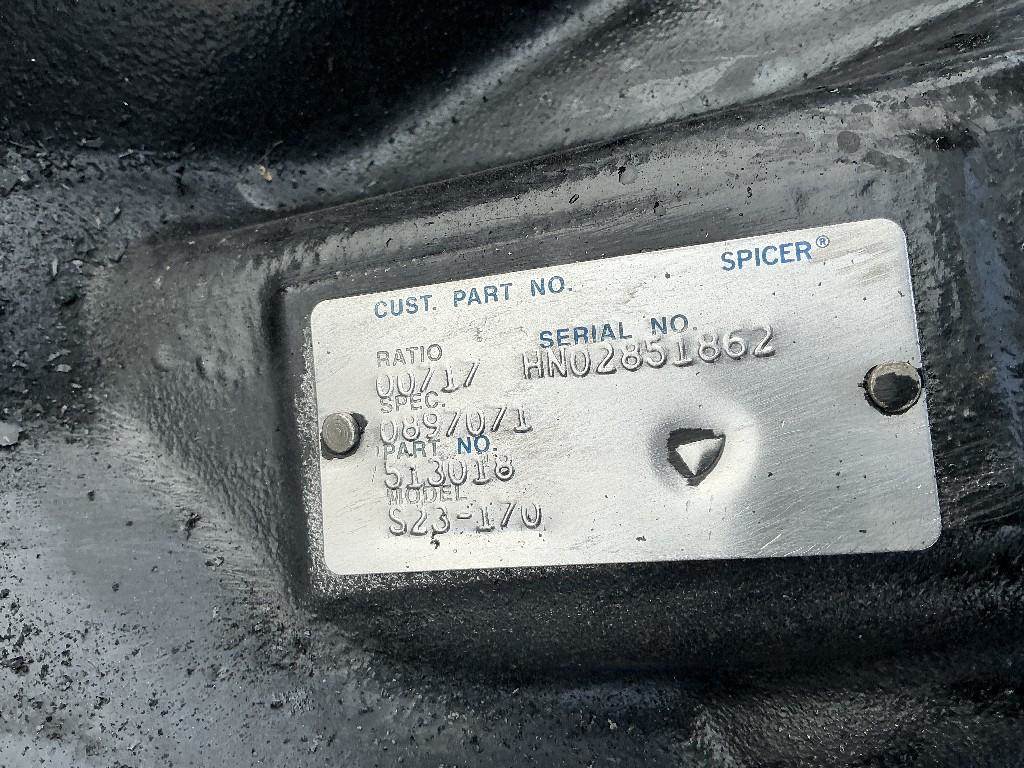 CUST. PART NO. SPICER®
RATIO SERIAL NO.
00717 HN02851862
SPEC.
0897071
PART NO.
513018
MODEL
S23-170